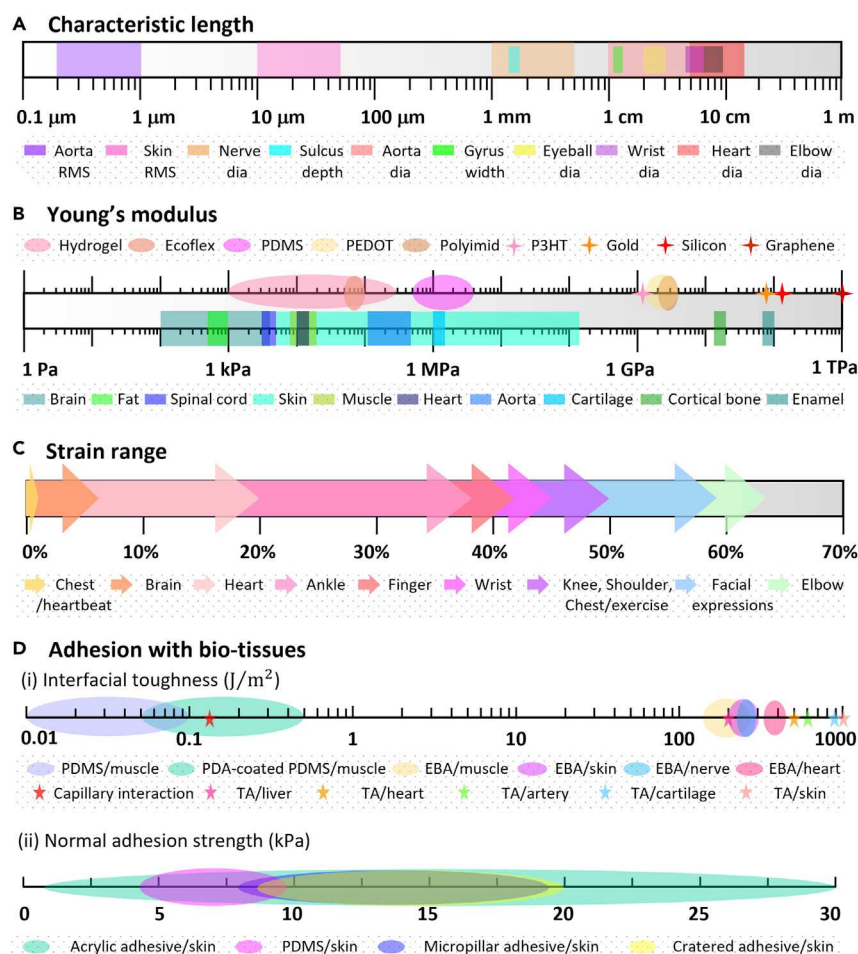 A Characteristic length
0.1 μm 1 μm 10 μm 100 μm 1 mm 1 cm 10 cm 1 m
Aorta Skin Nerve Sulcus Aorta Gyrus Eyeball Wrist Heart Elbow
RMS RMS dia depth dia width dia dia dia dia
B Young's modulus
Hydrogel Ecoflex PDMS PEDOT Polyimid P3HT Gold Silicon Graphene
1 Pa 1 kPa 1 MPa 1 GPa 1 TPa
Brain Fat Spinal cord Skin Muscle Heart Aorta Cartilage Cortical bone Enamel
C Strain range
0% 10% 20% 30% 40% 50% 60% 70%
Chest Brain Heart Ankle Finger Wrist Knee, Shoulder, Facial Elbow
/heartbeat Chest/exercise expressions
D Adhesion with bio-tissues
(i) Interfacial toughness (J/m²)
0.01 0.1 1 10 100 1000
PDMS/muscle PDA-coated PDMS/muscle EBA/muscle EBA/skin EBA/nerve EBA/heart
Capillary interaction TA/liver TA/heart TA/artery TA/cartilage TA/skin
(ii) Normal adhesion strength (kPa)
0 5 10 15 20 25 30
Acrylic adhesive/skin PDMS/skin Micropillar adhesive/skin Cratered adhesive/skin